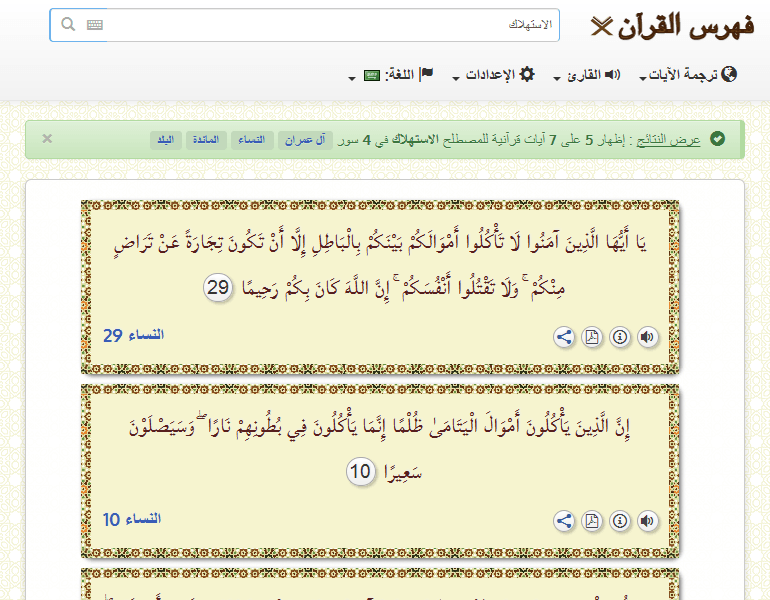 فهرس القرآن
الاستهلاك
ترجمة الآيات
القارئ
الإعدادات
اللغة:
عرض النتائج : إظهار 5 على 7 آيات قرآنية للمصطلح الاستهلاك في 4 سور آل عمران النساء المائدة البلد ×
يَا أَيُّهَا الَّذِينَ آمَنُوا لَا تَأْكُلُوا أَمْوَالَكُمْ بَيْنَكُمْ بِالْبَاطِلِ إِلَّا أَنْ تَكُونَ تِجَارَةً عَنْ تَرَاضٍ
مِنْكُمْ ۚ وَلَا تَقْتُلُوا أَنْفُسَكُمْ ۚ إِنَّ اللَّهَ كَانَ بِكُمْ رَحِيمًا 29
النساء 29
إِنَّ الَّذِينَ يَأْكُلُونَ أَمْوَالَ الْيَتَامَىٰ ظُلْمًا إِنَّمَا يَأْكُلُونَ فِي بُطُونِهِمْ نَارًا ۖ وَسَيَصْلَوْنَ
سَعِيرًا 10
النساء 10